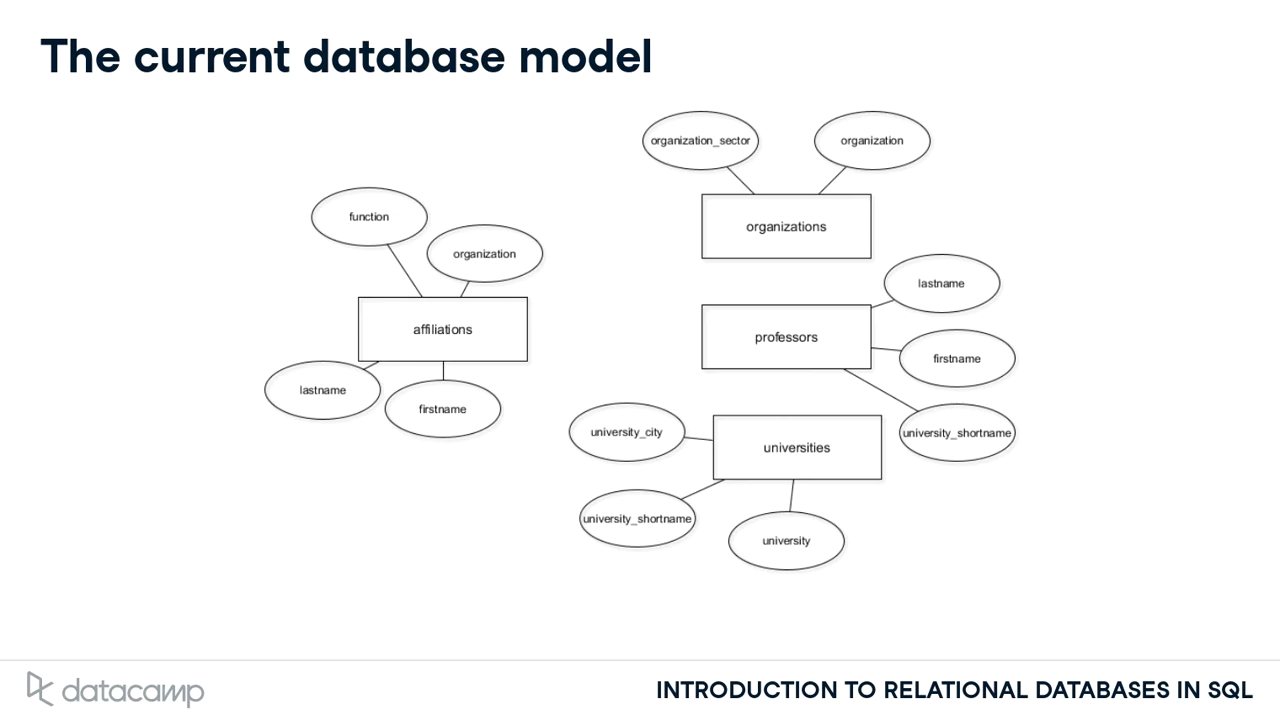 The current database model
organization_sector
organization
function
organization
organizations
lastname
affiliations
professors
firstname
lastname
firstname
university_city
universities
university_shortname
university_shortname
university
datacamp
INTRODUCTION TO RELATIONAL DATABASES IN SQL